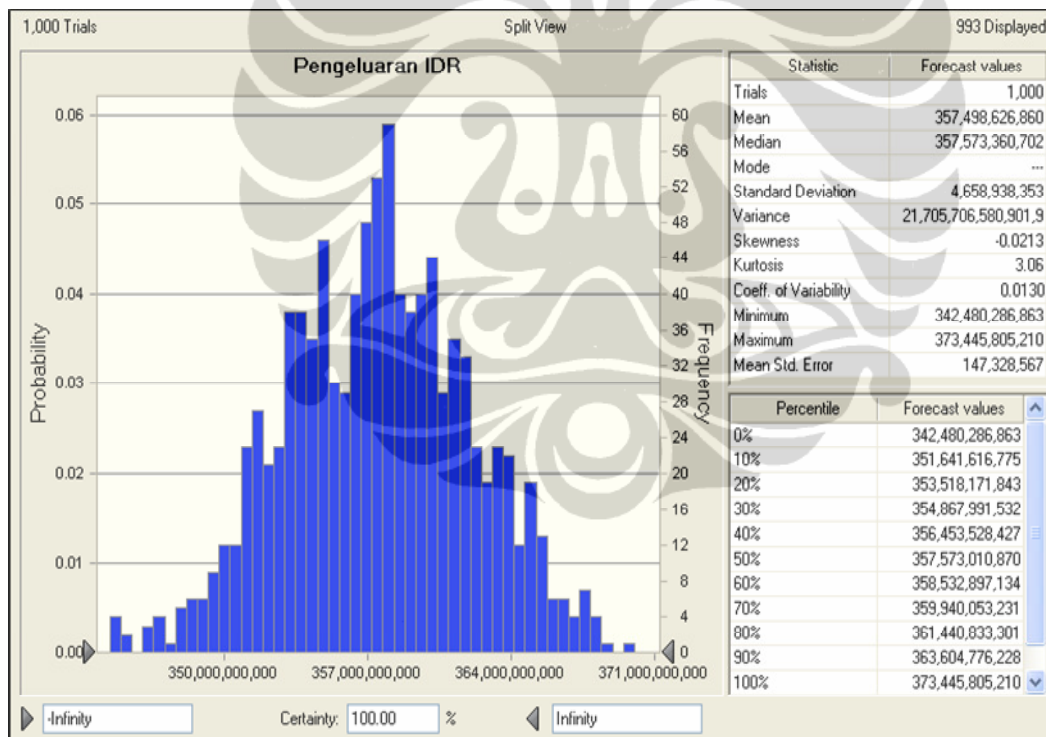 1,000 Trials Split View 993 Displayed
Pengeluaran IDR
Probability
0.06
0.05
0.04
0.03
0.02
0.01
0.00
60
56
52
48
44
40
36
32
28
24
20
16
12
8
4
0
Frequency
350,000,000,000 357,000,000,000 364,000,000,000 371,000,000,000
Statistic Forecast values
Trials 1,000
Mean 357,498,626,860
Median 357,573,360,702
Mode ---
Standard Deviation 4,658,938,353
Variance 21,705,706,580,901,9
Skewness -0.0213
Kurtosis 3.06
Coeff. of Variability 0.0130
Minimum 342,480,286,863
Maximum 373,445,805,210
Mean Std. Error 147,328,567
Percentile Forecast values
0% 342,480,286,863
10% 351,641,616,775
20% 353,518,171,843
30% 354,867,991,532
40% 356,453,528,427
50% 357,573,010,870
60% 358,532,897,134
70% 359,940,053,231
80% 361,440,833,301
90% 363,604,776,228
100% 373,445,805,210
-Infinity Certainty: 100.00 % Infinity